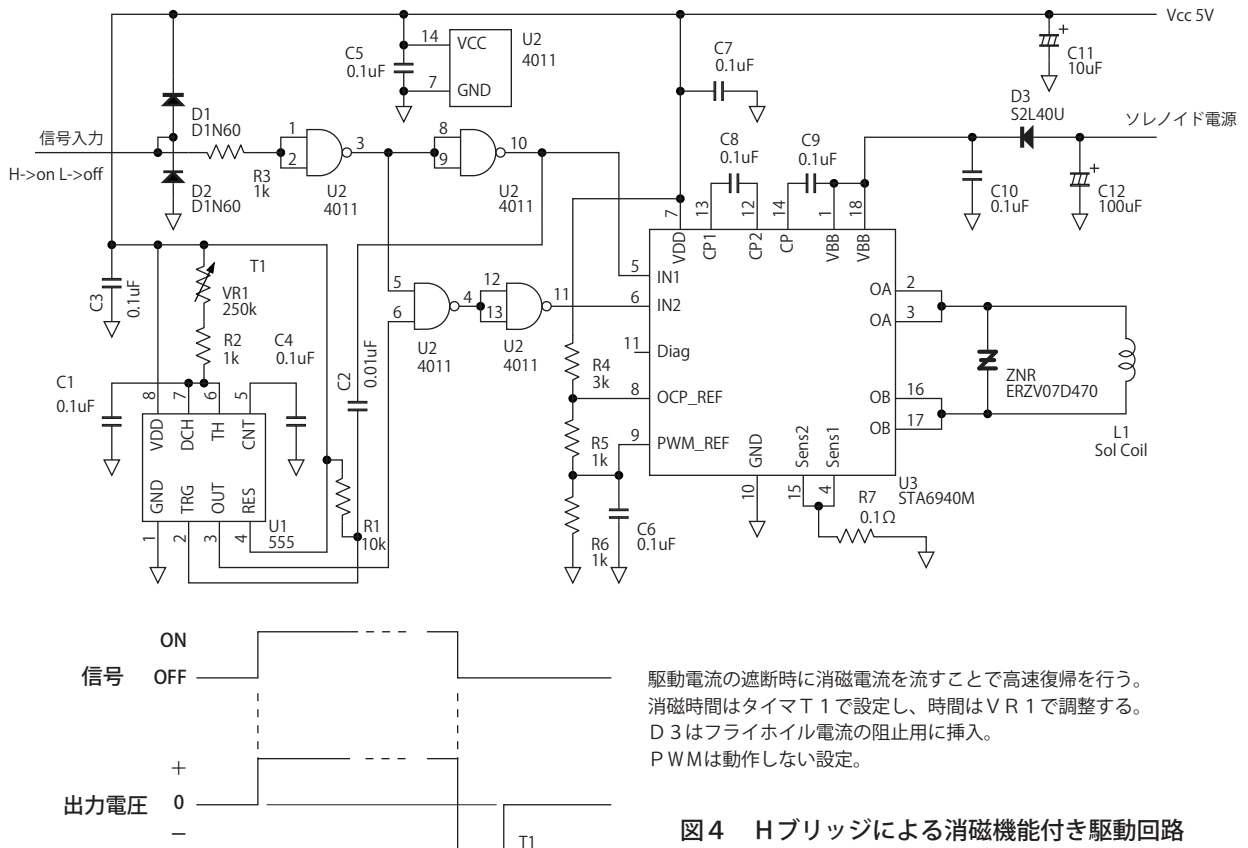 Vcc 5V
14
VCC
U2
4011
C5
0.1uF
7
GND
C7
0.1uF
C11
10uF
D3
S2L40U
ソレノイド電源
D1
D1N60
信号入力
H->on L->off
1
2
3
8
9
10
R3
1k
U2
4011
U2
4011
D2
D1N60
C8
0.1uF
C9
0.1uF
C10
0.1uF
C12
100uF
7
13
12
14
1
18
VDD
CP1
CP2
CP
VBB
VBB
5
IN1
6
IN2
11
Diag
8
OCP_REF
9
PWM_REF
GND
10
Sens2
15
Sens1
4
OA
2
OA
3
OB
16
OB
17
U3
STA6940M
ZNR
ERZV07D470
L1
Sol Coil
R7
0.1Ω
C3
0.1uF
T1
VR1
250k
R2
1k
C4
0.1uF
C2
0.01uF
5
6
4
12
13
11
U2
4011
U2
4011
R4
3k
R5
1k
R6
1k
C6
0.1uF
C1
0.1uF
8
7
6
5
VDD
DCH
TH
CNT
GND
TRG
OUT
RES
1
2
3
4
U1
555
R1
10k
ON
信号
OFF
+
出力電圧
0
−
T1
駆動電流の遮断時に消磁電流を流すことで高速復帰を行う。
消磁時間はタイマT1で設定し、時間はVR1で調整する。
D3はフライホイル電流の阻止用に挿入。
PWMは動作しない設定。
図4 Hブリッジによる消磁機能付き駆動回路